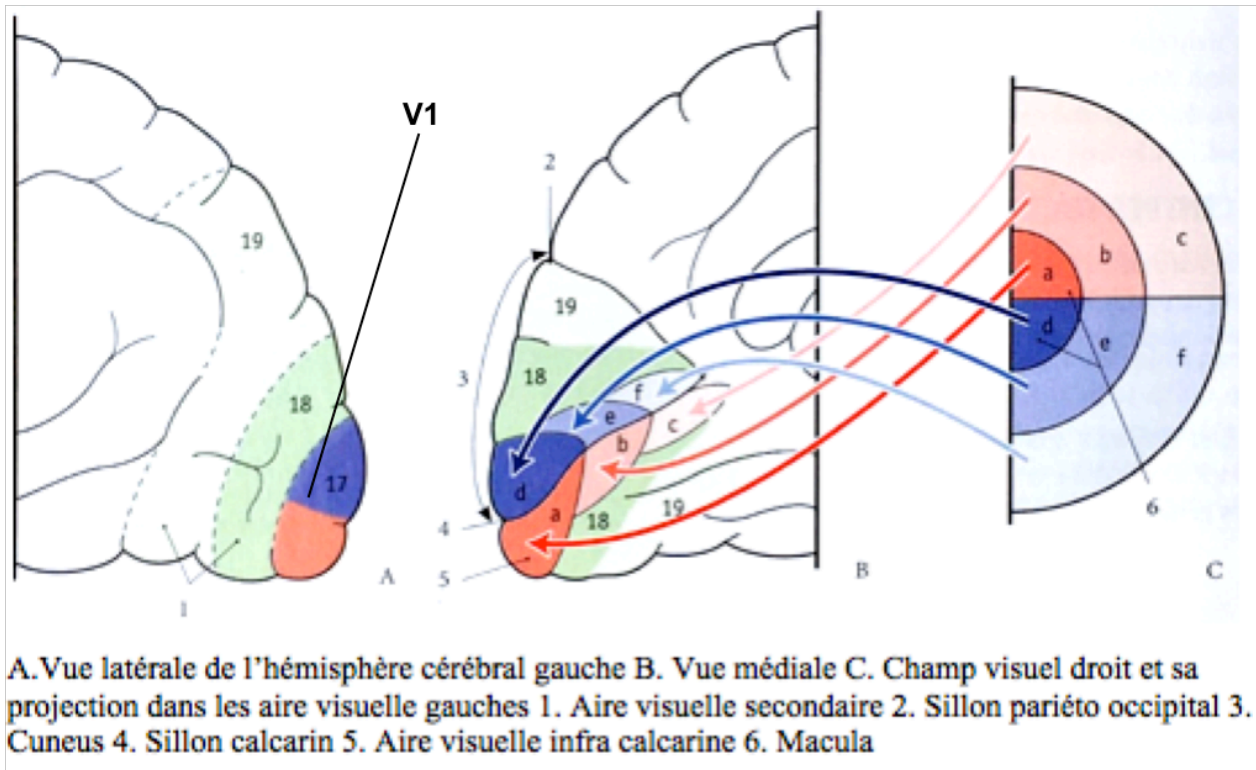 V1
2
19
c
b
a
19
f
18
3
d
e
f
18
e
c
b
17
d
6
4
a
18
19
5
A
B
C
1
A.Vue latérale de l'hémisphère cérébral gauche B. Vue médiale C. Champ visuel droit et sa
projection dans les aire visuelle gauches 1. Aire visuelle secondaire 2. Sillon pariéto occipital 3.
Cuneus 4. Sillon calcarin 5. Aire visuelle infra calcarine 6. Macula